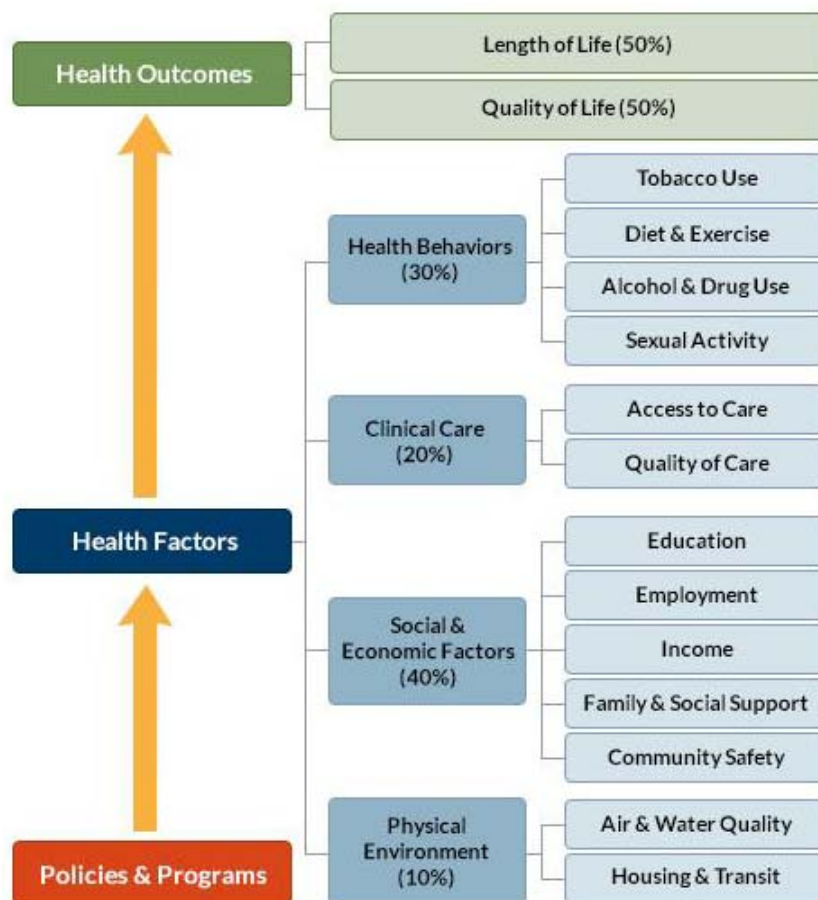 Health Outcomes
Length of Life (50%)
Quality of Life (50%)
Health Behaviors
(30%)
Tobacco Use
Diet & Exercise
Alcohol & Drug Use
Sexual Activity
Clinical Care
(20%)
Access to Care
Quality of Care
Health Factors
Social &
Economic Factors
(40%)
Education
Employment
Income
Family & Social Support
Community Safety
Physical
Environment
(10%)
Air & Water Quality
Housing & Transit
Policies & Programs